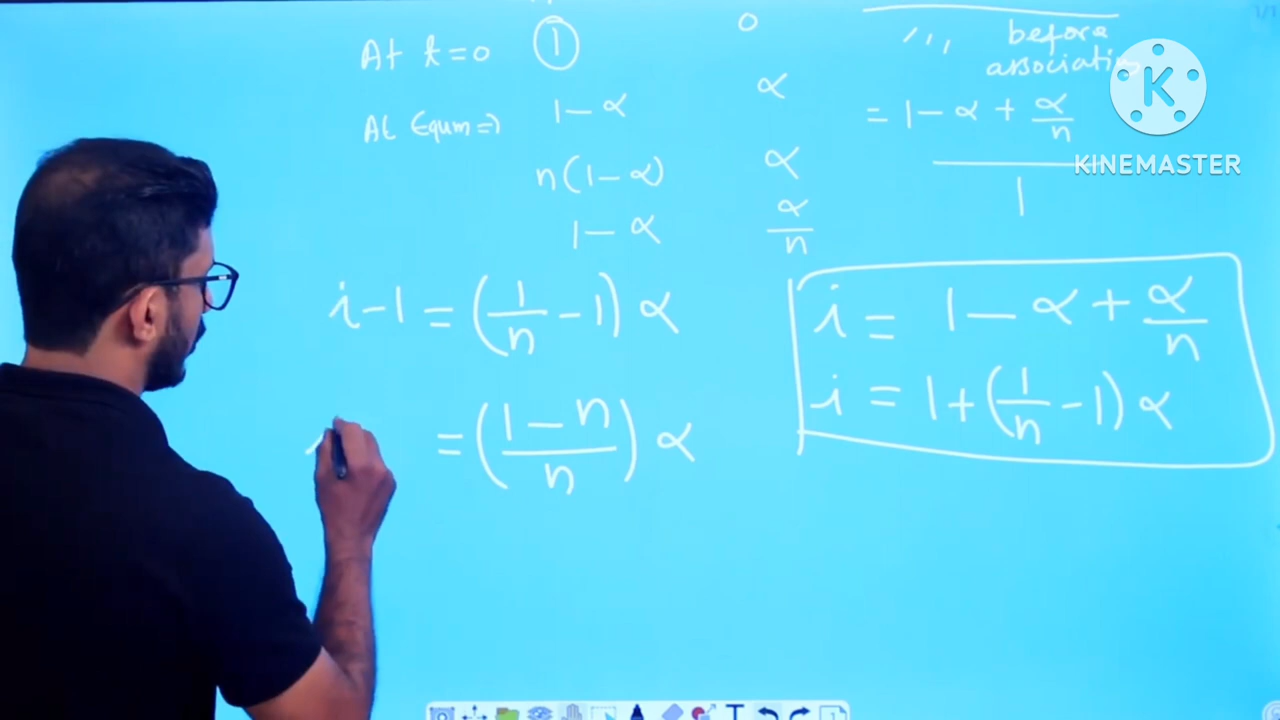 At t=0 ① 0 ,,, before association
At Equm ⇒ 1-α α = 1-α + α/n
n(1-α) α 1
1-α α/n
i-1 = (1/n - 1) α i = 1-α + α/n
= (1-n/n) α i = 1+(1/n - 1) α
KINEMASTER